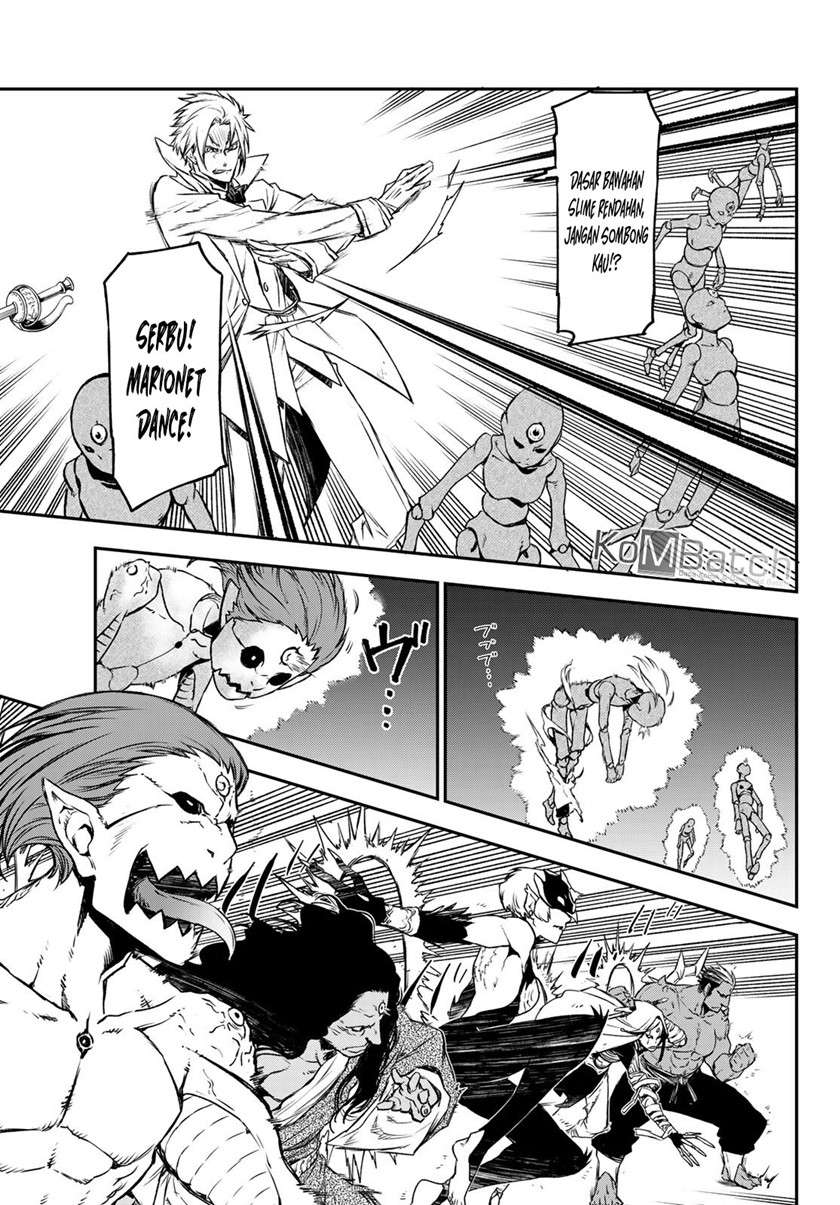 DASAR BAWAHAN
SLIME RENDAHAN,
JANGAN SOMBONG
KAU!?
SERBU!
MARIONET
DANCE!
KoMBatch
ブブブ…
ヴ…